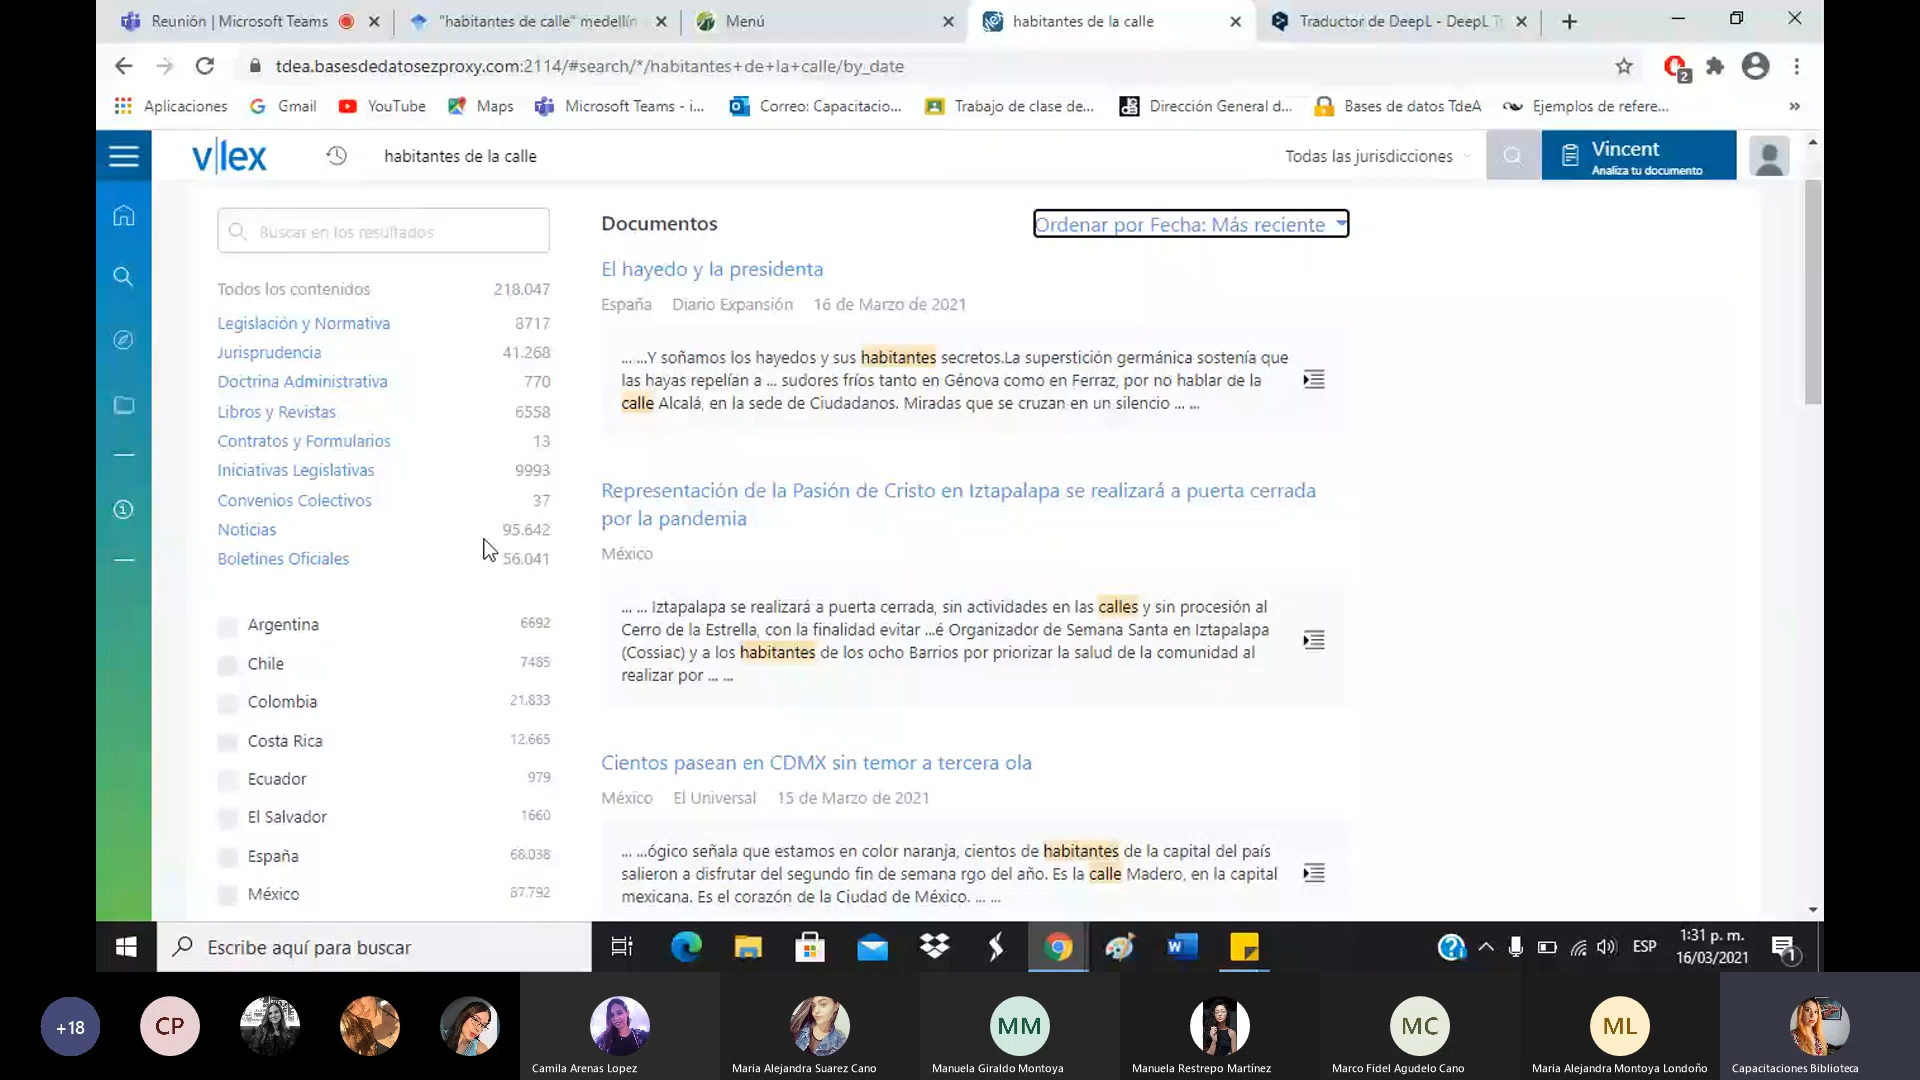 Reunión | Microsoft Teams
"habitantes de calle" medellín
Menú
habitantes de la calle
Traductor de DeepL - DeepL T
tdea.basesdedatosezproxy.com:2114/#search/*/habitantes+de+la+calle/by_date
2
Aplicaciones
Gmail
YouTube
Maps
Microsoft Teams - i...
Correo: Capacitacio...
Trabajo de clase de...
Dirección General d...
Bases de datos TdeA
Ejemplos de refere...
»
v|lex
habitantes de la calle
Todas las jurisdicciones
Vincent
Analiza tu documento
Buscar en los resultados
Todos los contenidos 218.047
Legislación y Normativa 8717
Jurisprudencia 41.268
Doctrina Administrativa 770
Libros y Revistas 6558
Contratos y Formularios 13
Iniciativas Legislativas 9993
Convenios Colectivos 37
Noticias 95.642
Boletines Oficiales 56.041
Argentina 6692
Chile 7485
Colombia 21.833
Costa Rica 12.665
Ecuador 979
El Salvador 1660
España 68.038
México 87.792
Documentos
Ordenar por Fecha: Más reciente
El hayedo y la presidenta
España Diario Expansión 16 de Marzo de 2021
... ...Y soñamos los hayedos y sus habitantes secretos.La superstición germánica sostenía que
las hayas repelían a ... sudores fríos tanto en Génova como en Ferraz, por no hablar de la
calle Alcalá, en la sede de Ciudadanos. Miradas que se cruzan en un silencio ... ...
Representación de la Pasión de Cristo en Iztapalapa se realizará a puerta cerrada
por la pandemia
México
... ... Iztapalapa se realizará a puerta cerrada, sin actividades en las calles y sin procesión al
Cerro de la Estrella, con la finalidad evitar ...é Organizador de Semana Santa en Iztapalapa
(Cossiac) y a los habitantes de los ocho Barrios por priorizar la salud de la comunidad al
realizar por ... ...
Cientos pasean en CDMX sin temor a tercera ola
México El Universal 15 de Marzo de 2021
... ...ógico señala que estamos en color naranja, cientos de habitantes de la capital del país
salieron a disfrutar del segundo fin de semana rgo del año. Es la calle Madero, en la capital
mexicana. Es el corazón de la Ciudad de México. ... ...
Escribe aquí para buscar
ESP
1:31 p. m.
16/03/2021
1
+18
CP
Camila Arenas Lopez
Maria Alejandra Suarez Cano
MM
Manuela Giraldo Montoya
Manuela Restrepo Martínez
MC
Marco Fidel Agudelo Cano
ML
Maria Alejandra Montoya Londoño
Capacitaciones Biblioteca